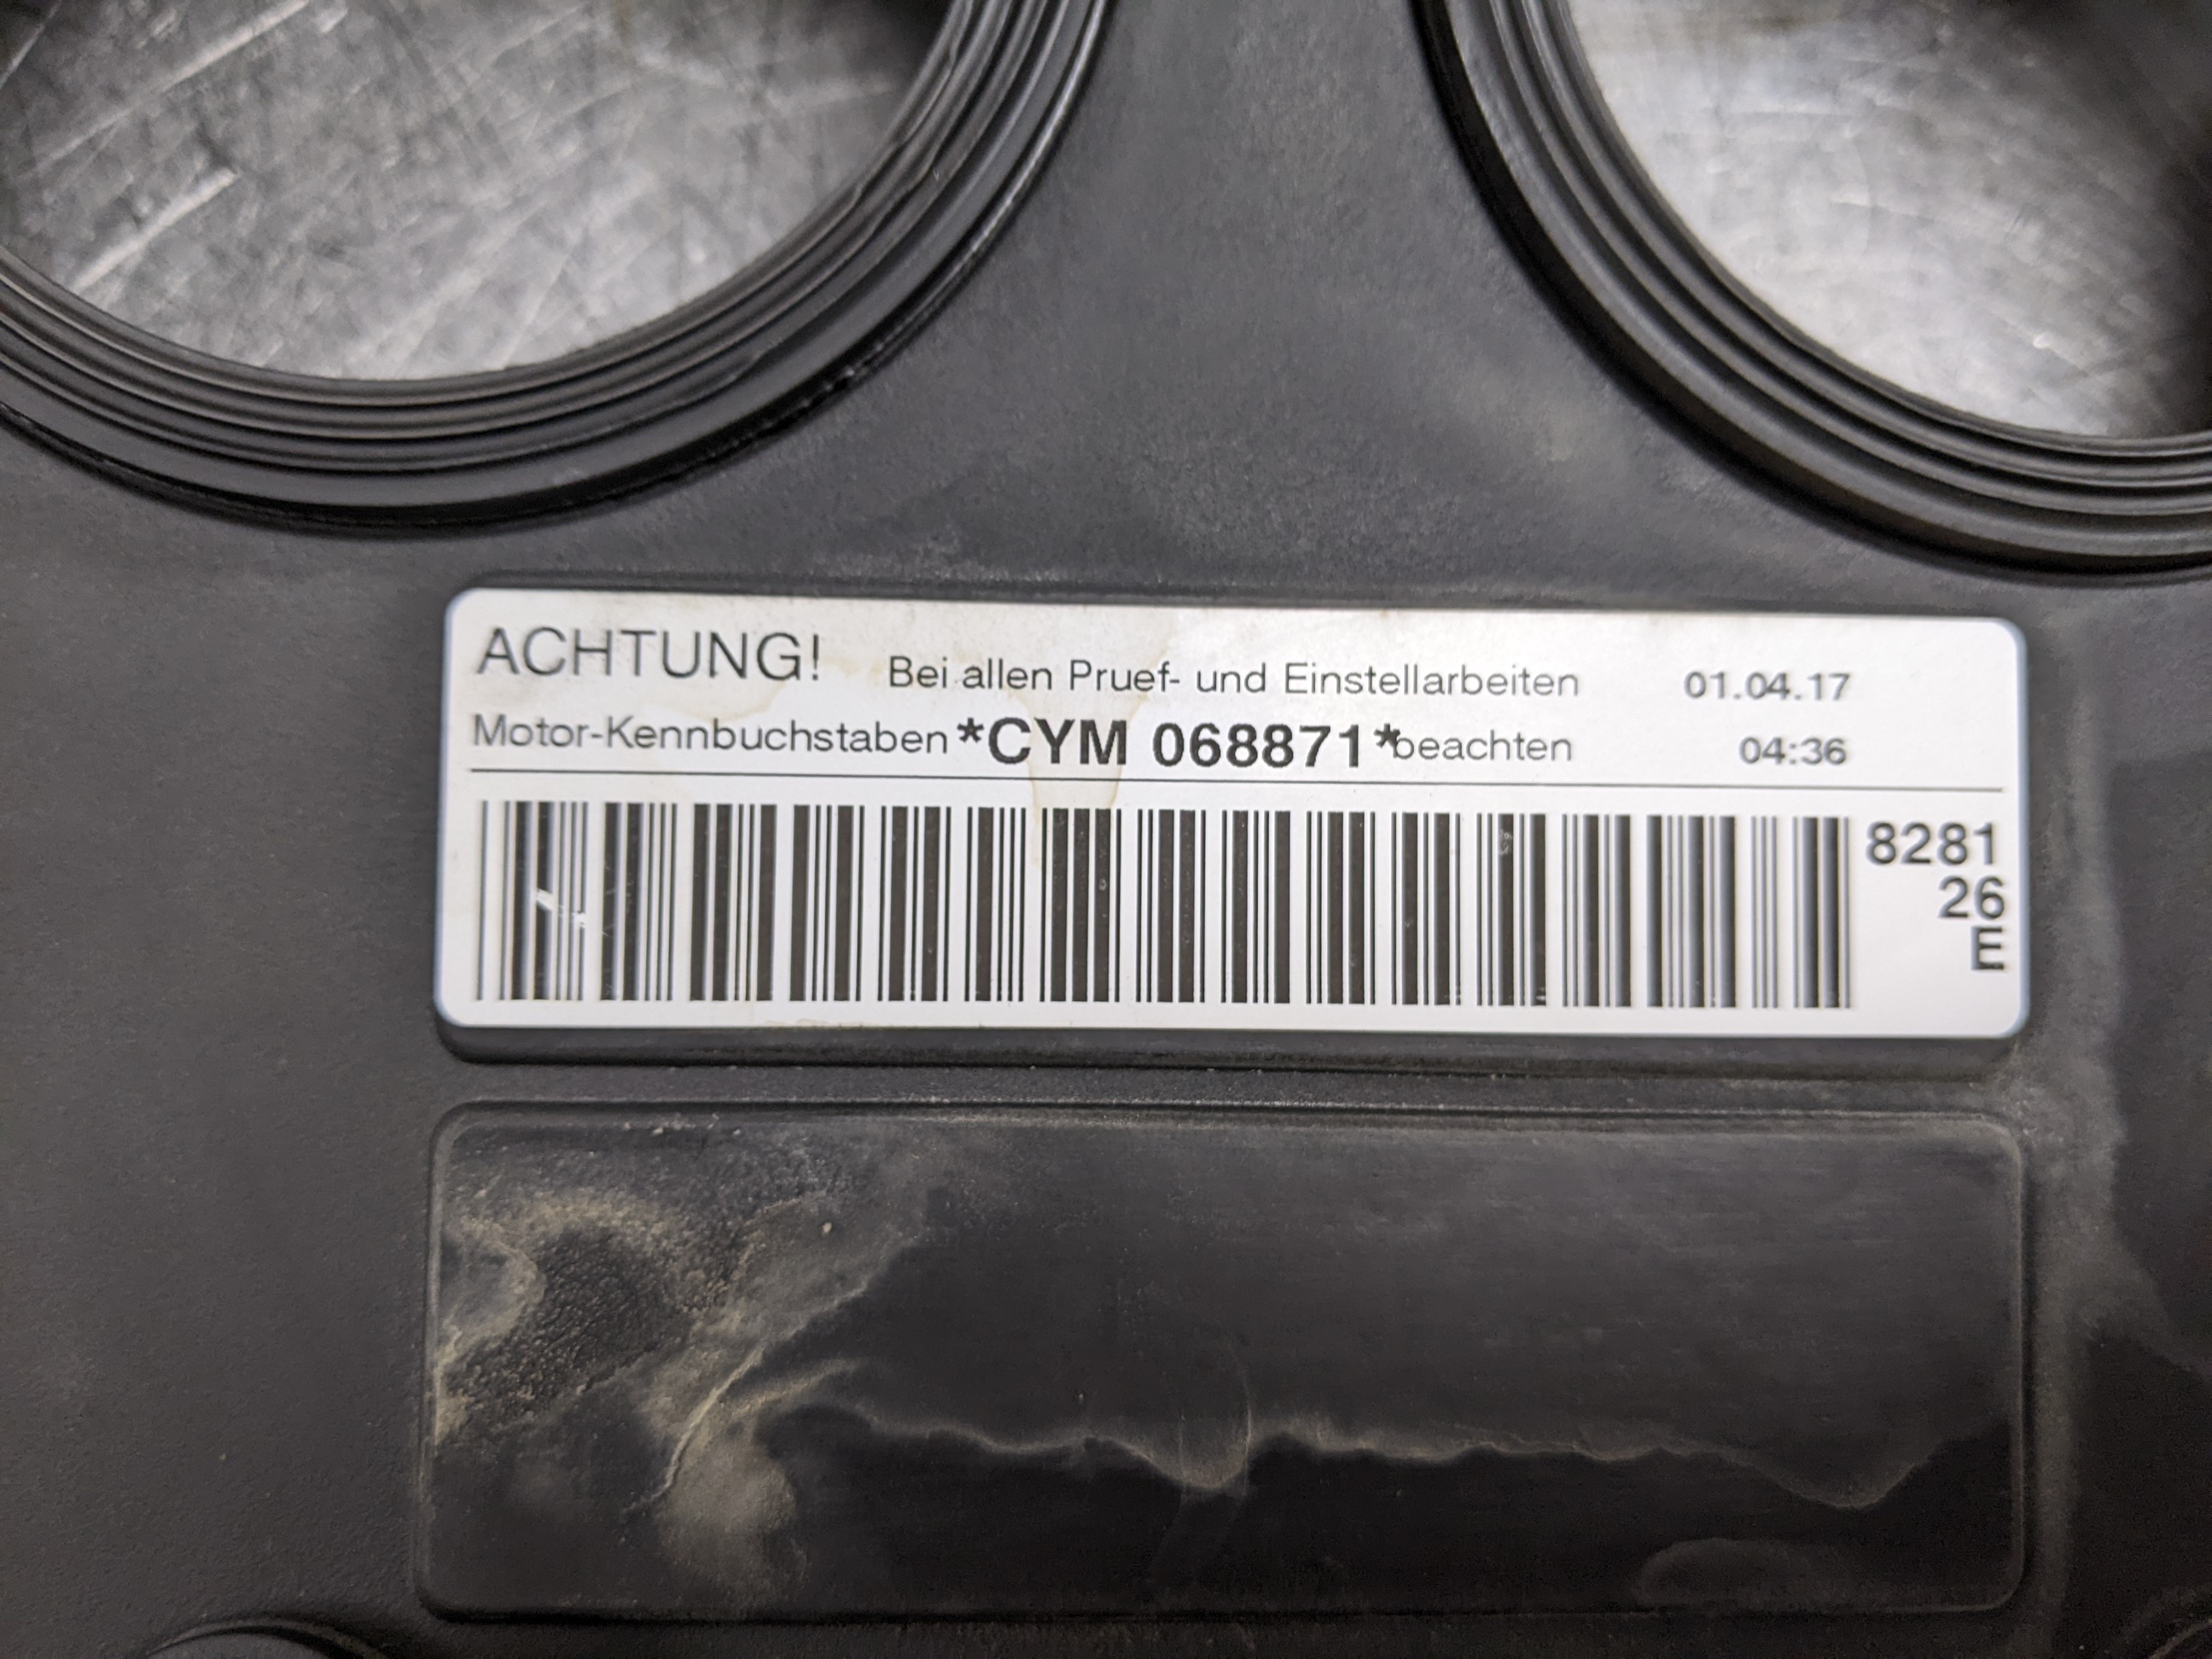 ACHTUNG! Bei allen Pruef- und Einstellarbeiten 01.04.17
Motor-Kennbuchstaben *CYM 068871* beachten 04:36
8281
26
E